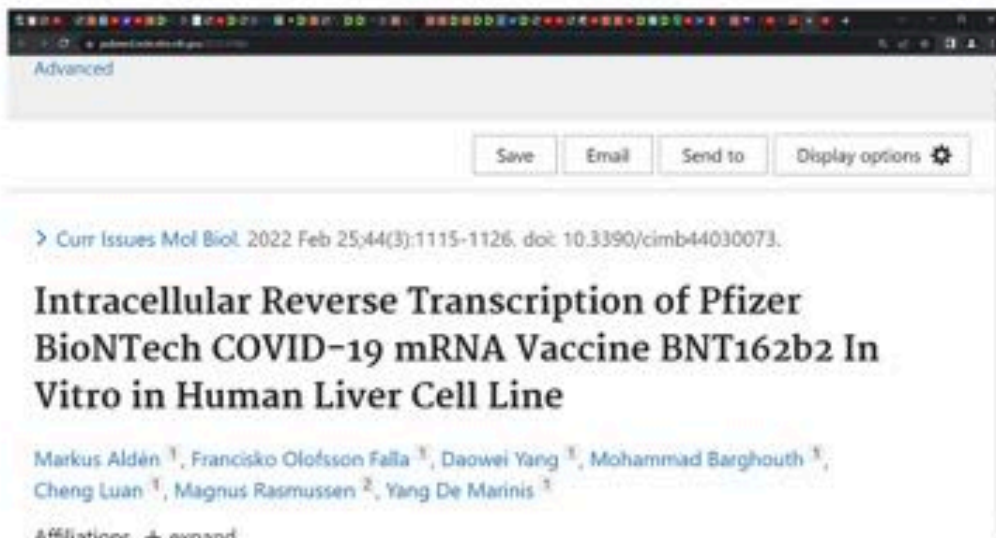 Advanced
Save Email Send to Display options
Curr Issues Mol Biol. 2022 Feb 25;44(3):1115-1126. doi: 10.3390/cimb44030073.
Intracellular Reverse Transcription of Pfizer
BioNTech COVID-19 mRNA Vaccine BNT162b2 In
Vitro in Human Liver Cell Line
Markus Aldén 1, Francisko Olofsson Falla 1, Daowei Yang 1, Mohammad Barghouth 1,
Cheng Luan 1, Magnus Rasmussen 2, Yang De Marinis 1
Affiliations + expand